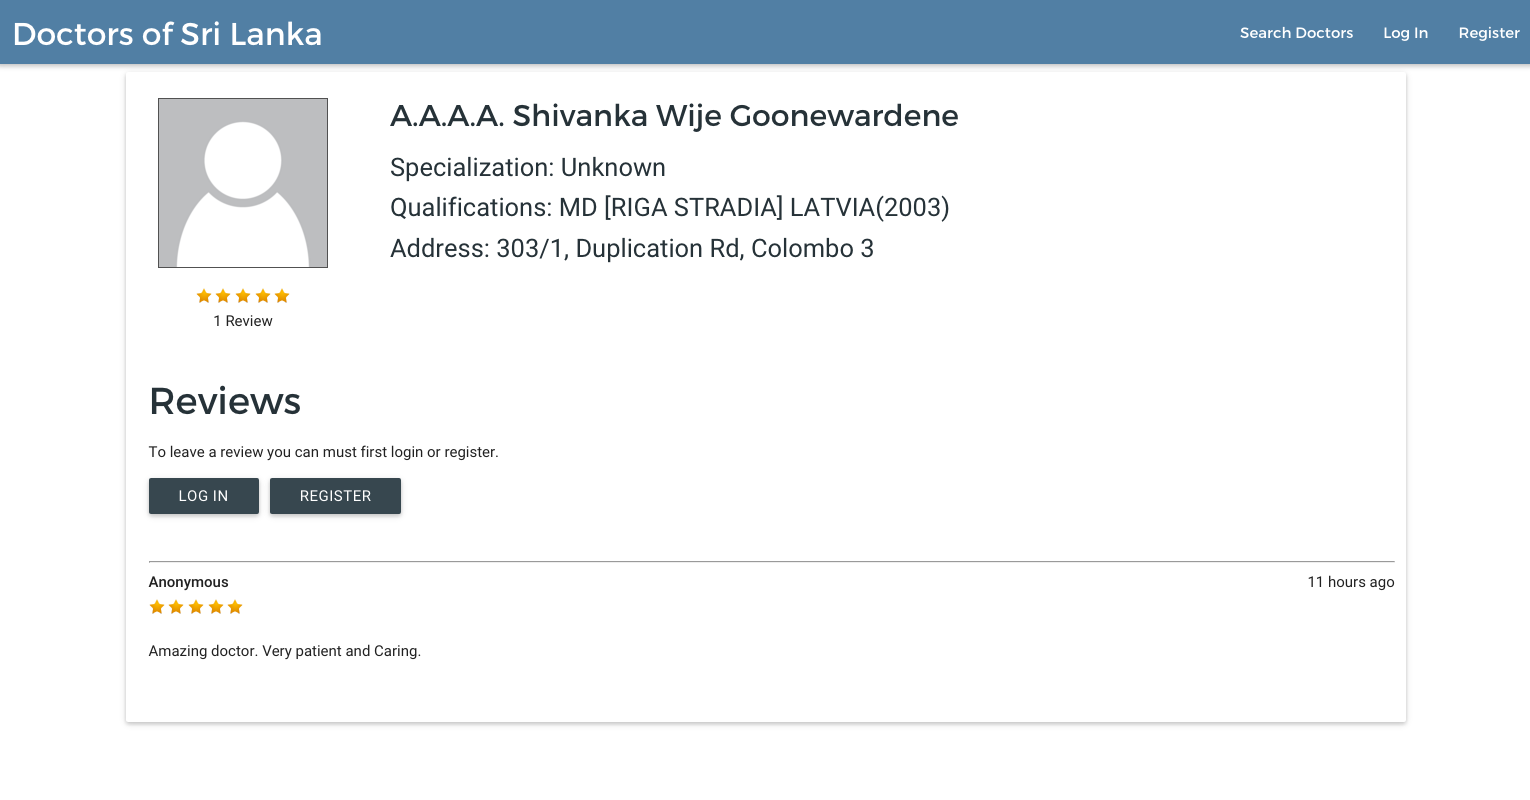 Doctors of Sri Lanka
Search Doctors
Log In
Register
A.A.A.A. Shivanka Wije Goonewardene
Specialization: Unknown
Qualifications: MD [RIGA STRADIA] LATVIA(2003)
Address: 303/1, Duplication Rd, Colombo 3
1 Review
Reviews
To leave a review you can must first login or register.
LOG IN
REGISTER
Anonymous
11 hours ago
Amazing doctor. Very patient and Caring.